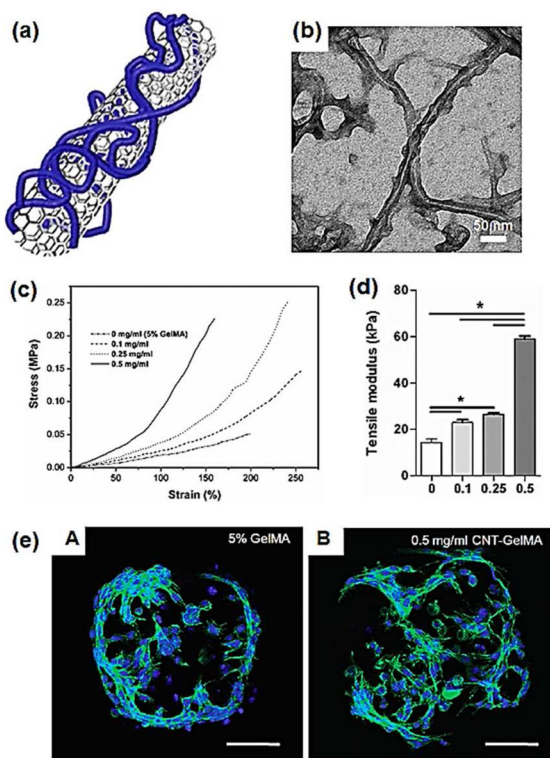 (a)
(b)
50 nm
(c)
0 mg/ml (5% GelMA)
0.1 mg/ml
0.25 mg/ml
0.5 mg/ml
Stress (MPa)
0.25
0.20
0.15
0.10
0.05
0.00
0 50 100 150 200 250
Strain (%)
(d)
Tensile modulus (kPa)
80
60
40
20
0
*
*
0 0.1 0.25 0.5
(e)
A
5% GelMA
B
0.5 mg/ml CNT-GelMA